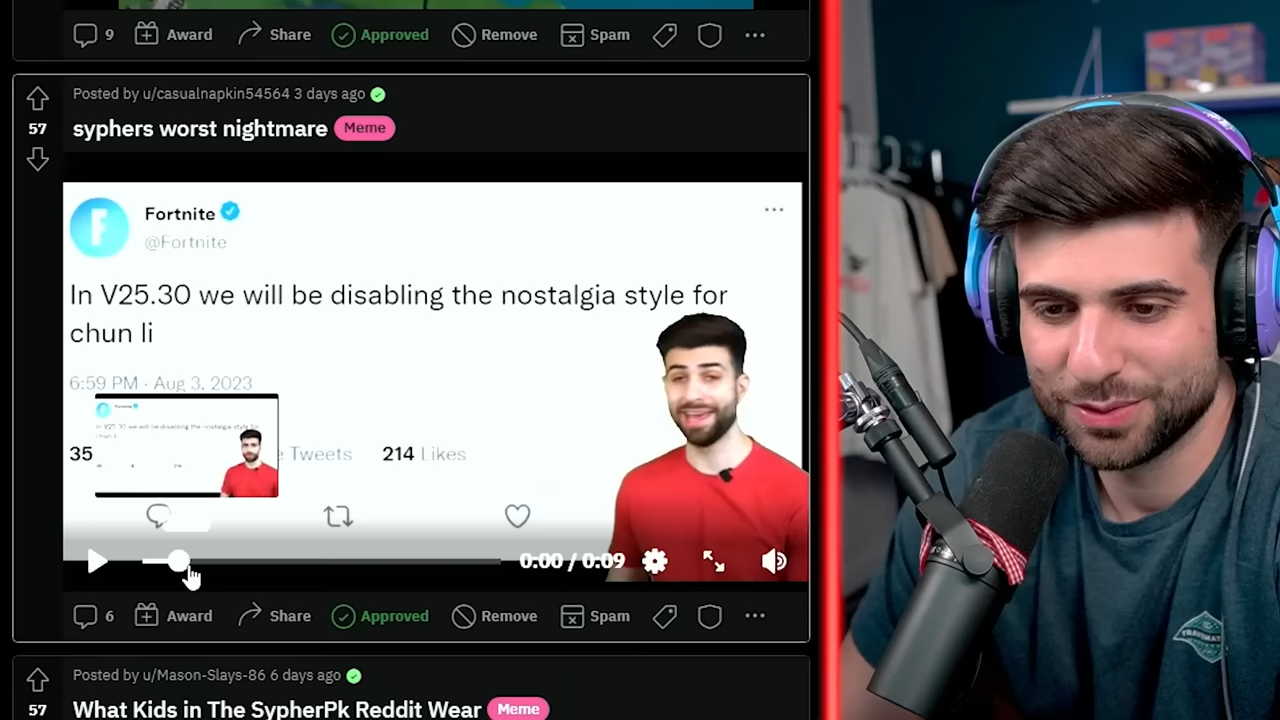 9 Award Share Approved Remove Spam
Posted by u/casualnapkin54564 3 days ago
57 syphers worst nightmare Meme
Fortnite
@Fortnite
In V25.30 we will be disabling the nostalgia style for
chun li
6:59 PM · Aug 3, 2023
35 Tweets 214 Likes
0:00 / 0:09
6 Award Share Approved Remove Spam
Posted by u/Mason-Slays-86 6 days ago
57 What Kids in The SypherPk Reddit Wear Meme